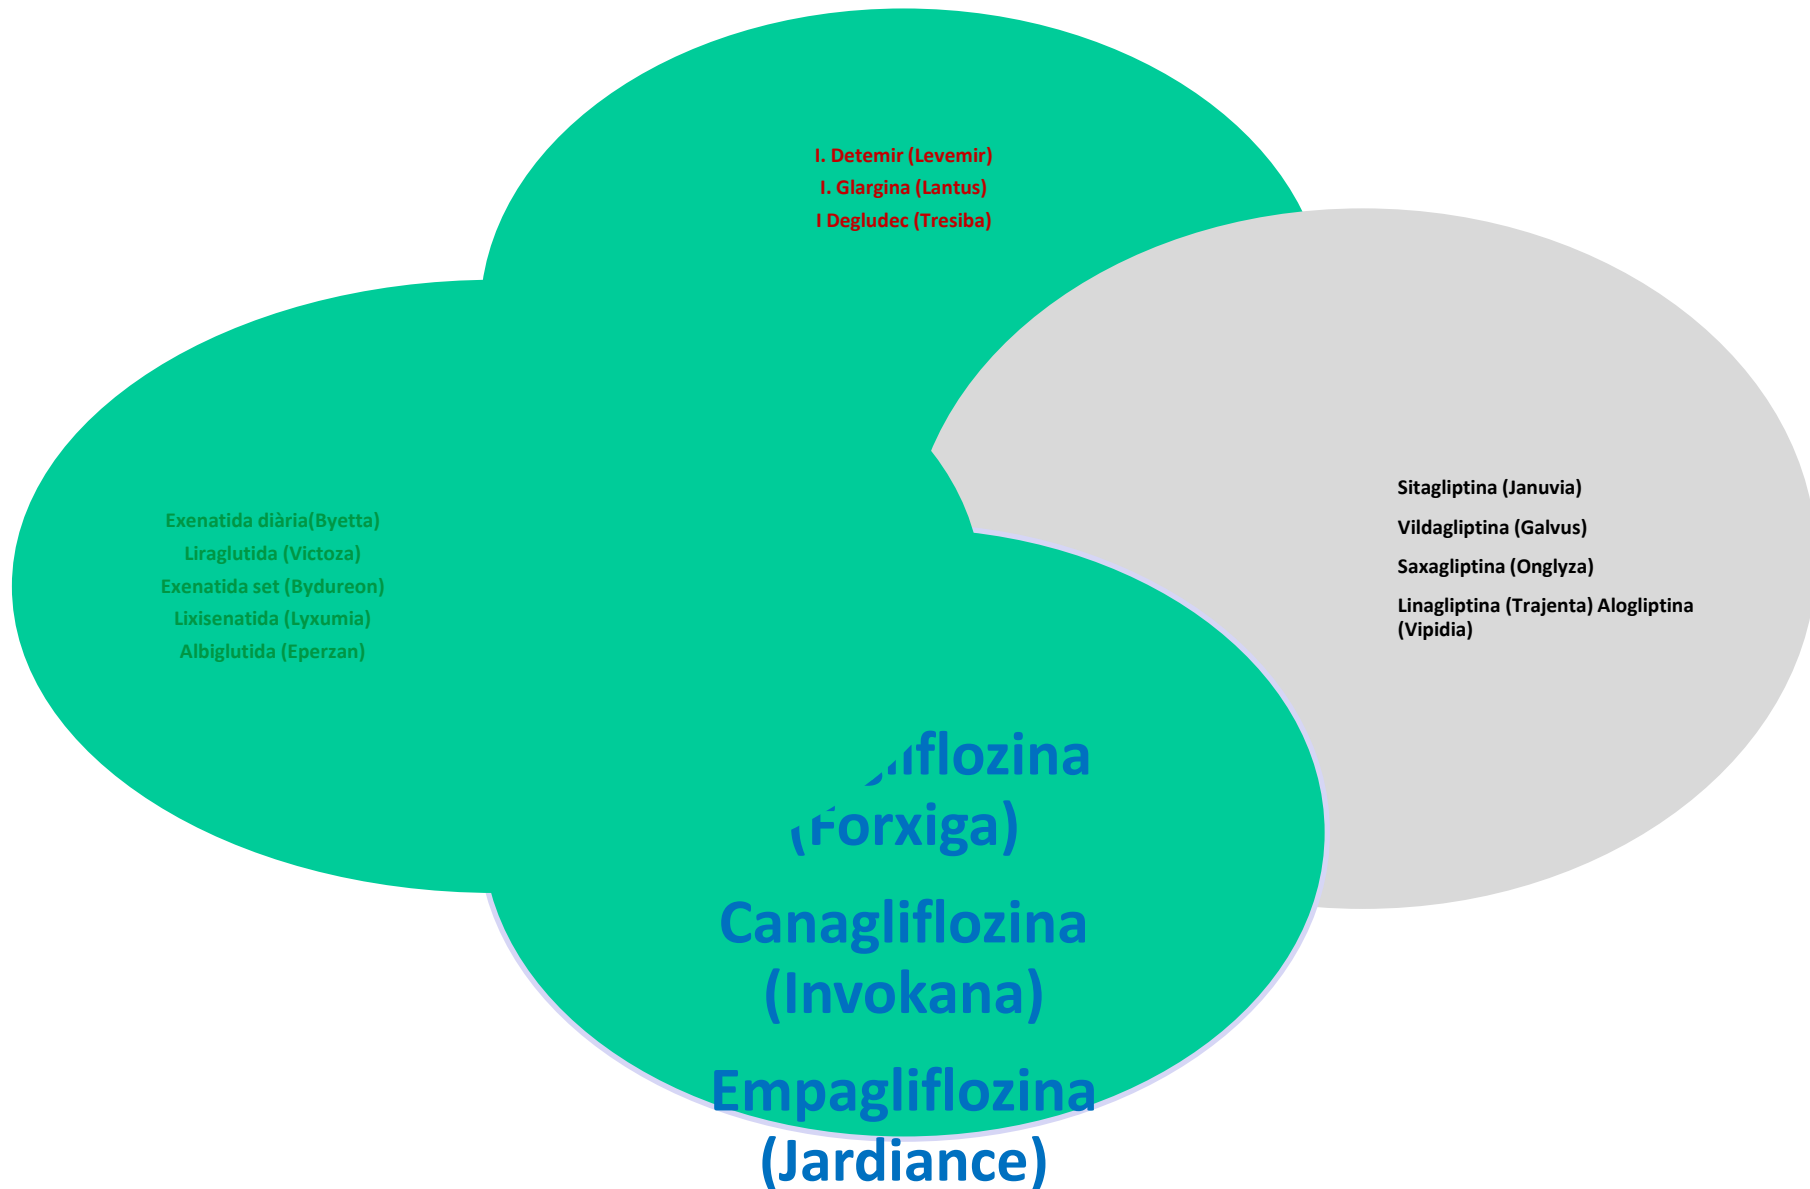 I. Detemir (Levemir)
I. Glargina (Lantus)
I Degludec (Tresiba)
Exenatida diària(Byetta)
Liraglutida (Victoza)
Exenatida set (Bydureon)
Lixisenatida (Lyxumia)
Albiglutida (Eperzan)
Sitagliptina (Januvia)
Vildagliptina (Galvus)
Saxagliptina (Onglyza)
Linagliptina (Trajenta) Alogliptina
(Vipidia)
(Forxiga)
Canagliflozina
(Invokana)
Empagliflozina
(Jardiance)